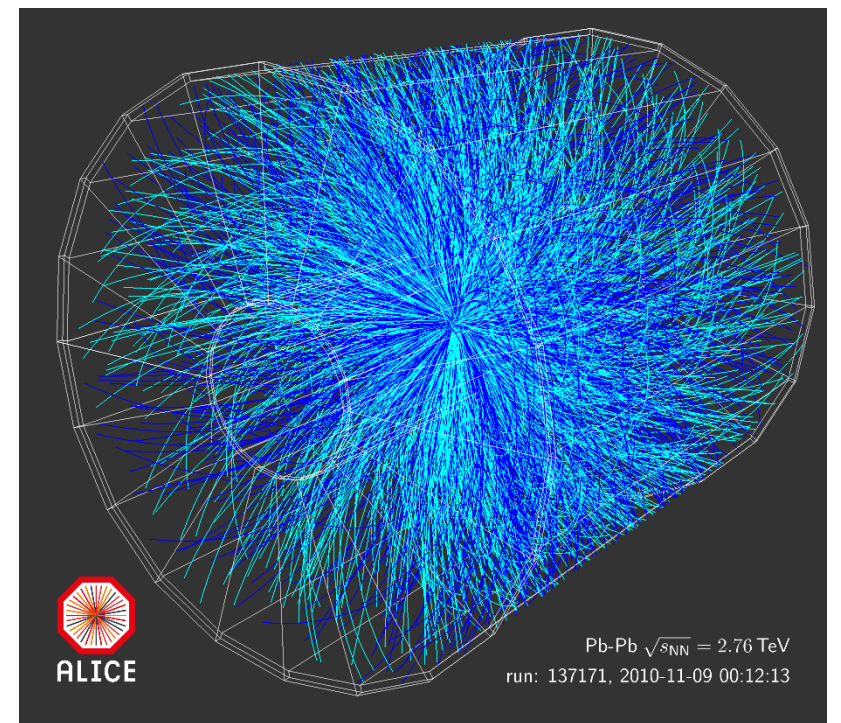 ALICE
Pb-Pb √sNN = 2.76 TeV
run: 137171, 2010-11-09 00:12:13